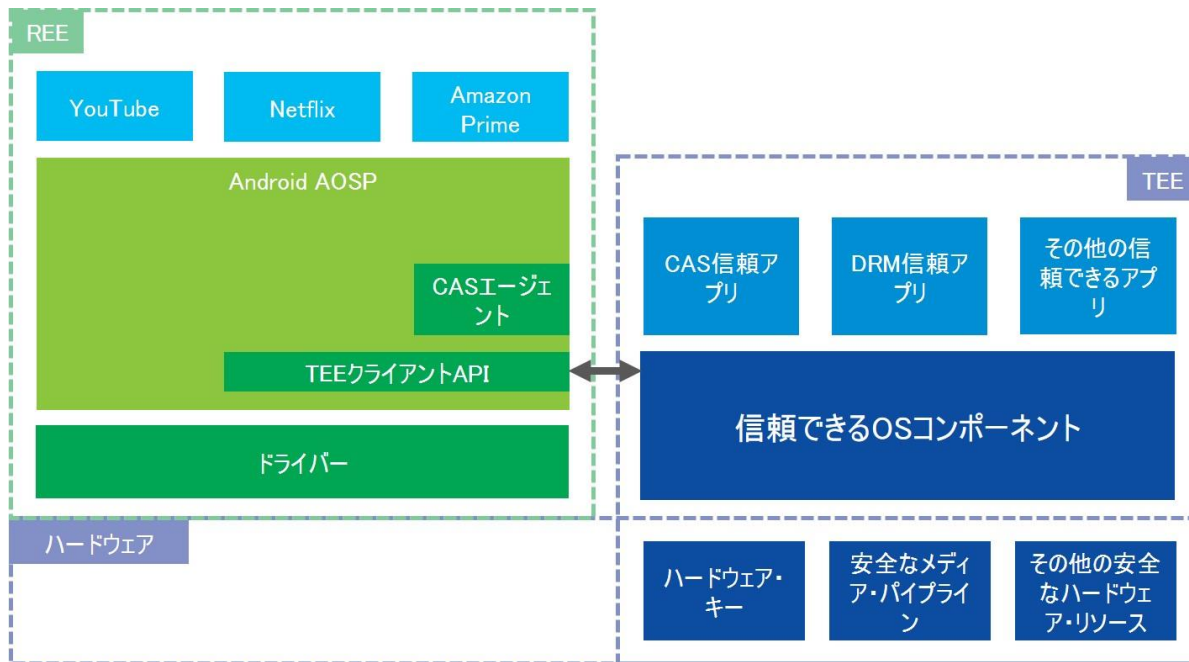 REE
YouTube
Netflix
Amazon
Prime
Android AOSP
CASエージェ
ント
TEEクライアントAPI
ドライバー
TEE
CAS信頼ア
プリ
DRM信頼ア
プリ
その他の信
頼できるアプ
リ
信頼できるOSコンポーネント
ハードウェア
ハードウェア・
キー
安全なメディ
ア・パイプライ
ン
その他の安全
なハードウェ
ア・リソース